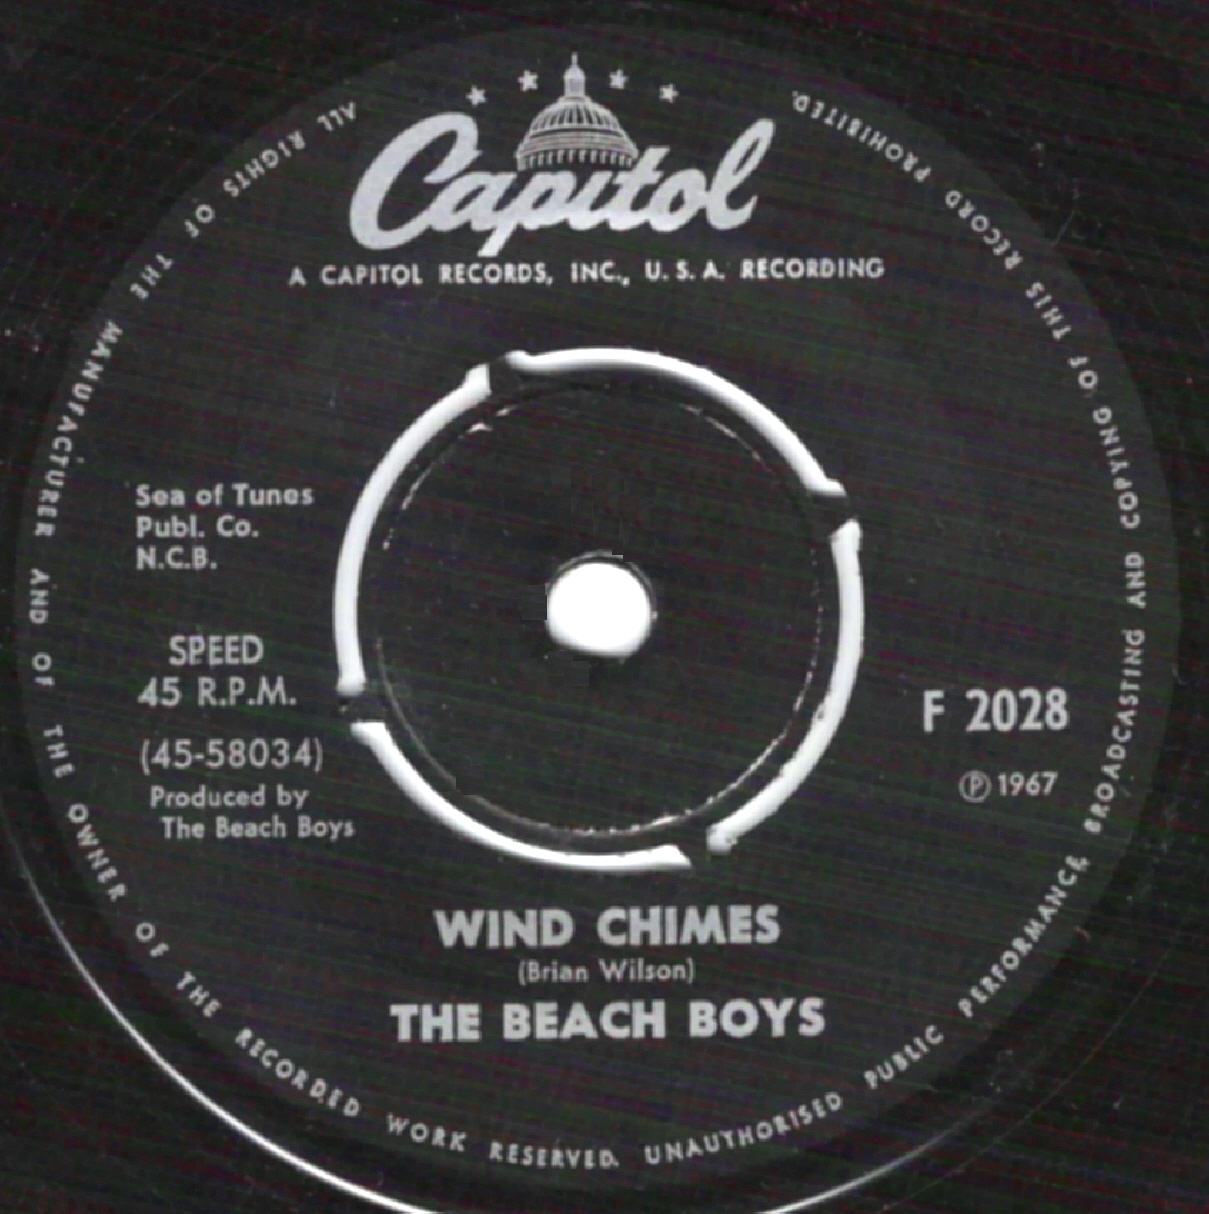 Capitol
A CAPITOL RECORDS, INC., U.S.A. RECORDING
ALL RIGHTS OF THE MANUFACTURER AND OF THE OWNER OF THE RECORDED WORK RESERVED. UNAUTHORISED PUBLIC PERFORMANCE BROADCASTING AND COPYING OF THIS RECORD PROHIBITED.
Sea of Tunes
Publ. Co.
N.C.B.
SPEED
45 R.P.M.
(45-58034)
Produced by
The Beach Boys
F 2028
℗ 1967
WIND CHIMES
(Brian Wilson)
THE BEACH BOYS